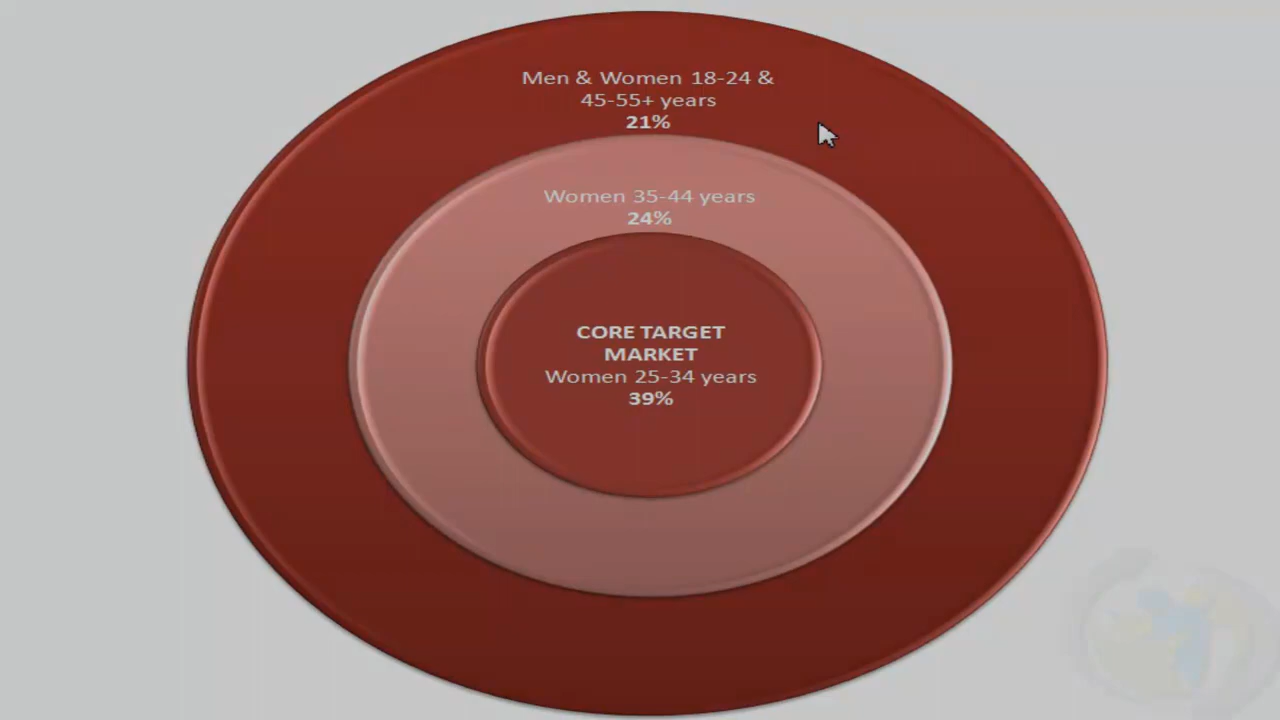 Men & Women 18-24 &
45-55+ years
21%
Women 35-44 years
24%
CORE TARGET
MARKET
Women 25-34 years
39%